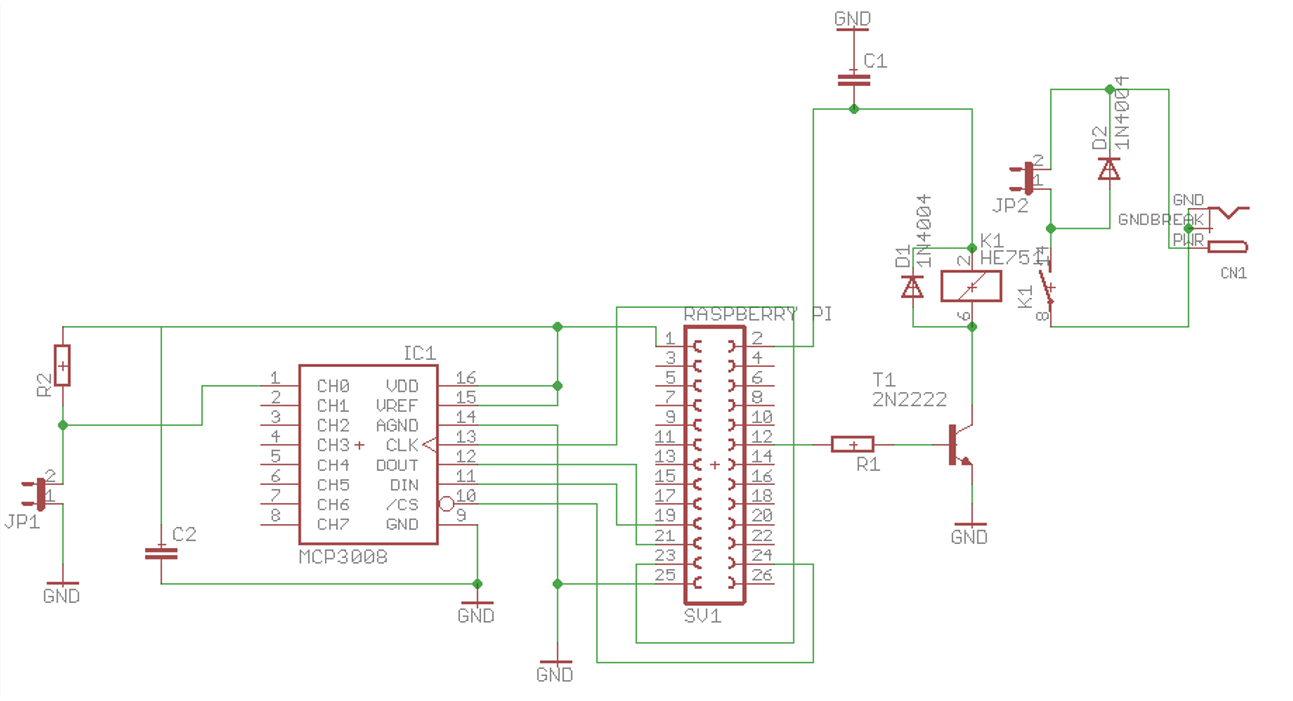 GND
C1
D2
1N4004
2
1
JP2
GND
GNDBREAK
PWR
CN1
D1
1N4004
K1
HE751
2
6
K1
14
8
RASPBERRY PI
T1
2N2222
R1
GND
R2
IC1
1 CH0 VDD 16
2 CH1 VREF 15
3 CH2 AGND 14
4 CH3 CLK 13
5 CH4 DOUT 12
6 CH5 DIN 11
7 CH6 /CS 10
8 CH7 GND 9
MCP3008
1 2
3 4
5 6
7 8
9 10
11 12
13 14
15 16
17 18
19 20
21 22
23 24
25 26
SV1
2
1
JP1
GND
C2
GND
GND